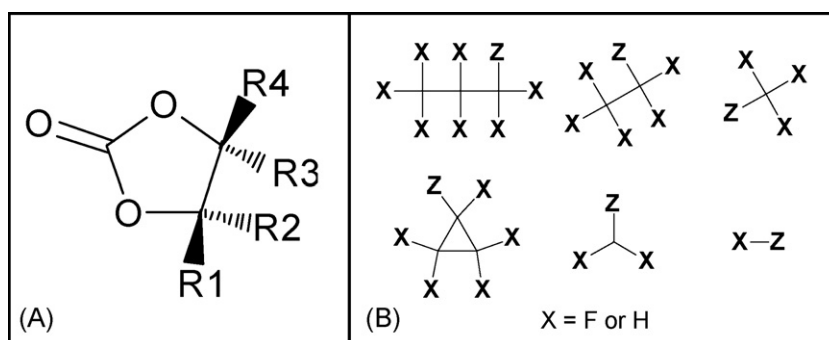 R4
O
O
R3
O
R2
R1
(A)
X X Z
X X
X X X
Z
X X
X X
X
X
X
Z
X
Z X
X X
X X
Z
X X
X Z
(B)
X = F or H